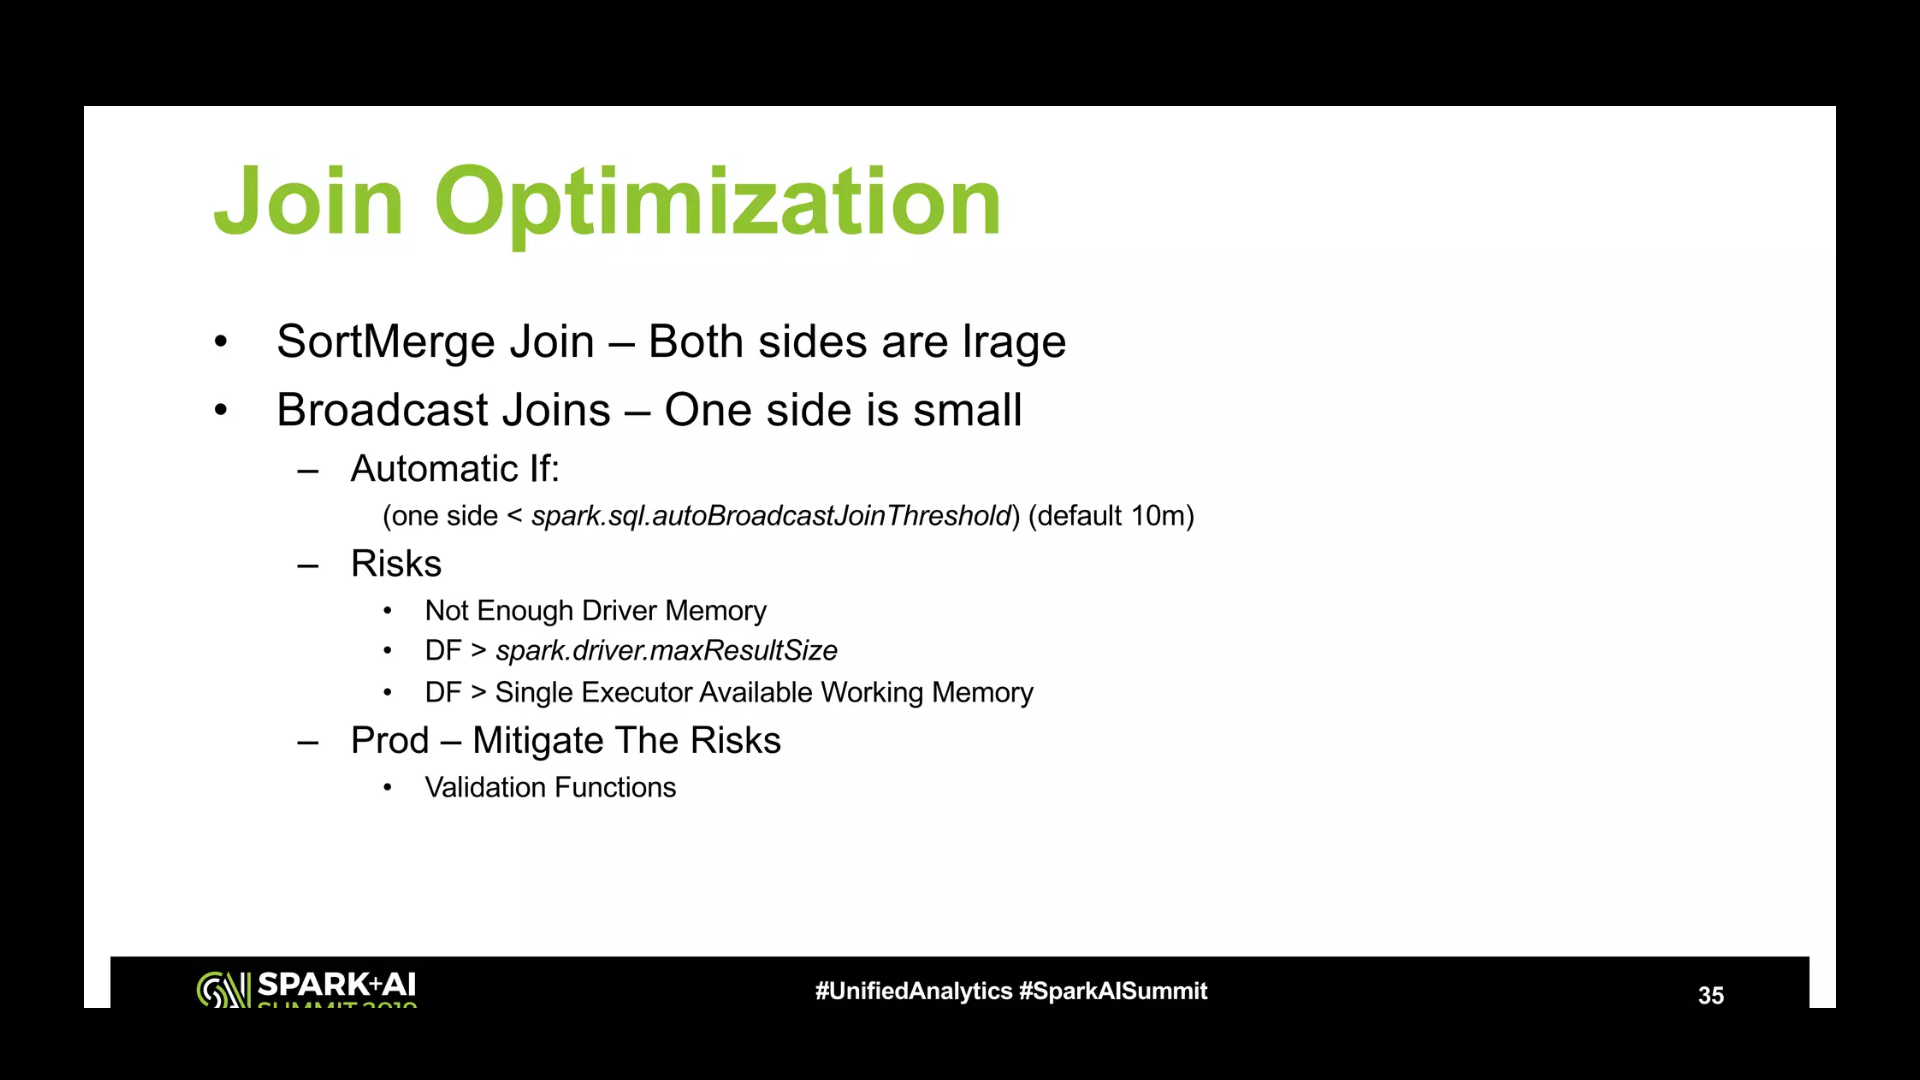 Join Optimization
• SortMerge Join – Both sides are lrage
• Broadcast Joins – One side is small
– Automatic If:
(one side < spark.sql.autoBroadcastJoinThreshold) (default 10m)
– Risks
• Not Enough Driver Memory
• DF > spark.driver.maxResultSize
• DF > Single Executor Available Working Memory
– Prod – Mitigate The Risks
• Validation Functions
SPARK+AI
SUMMIT 2019
#UnifiedAnalytics #SparkAISummit
35